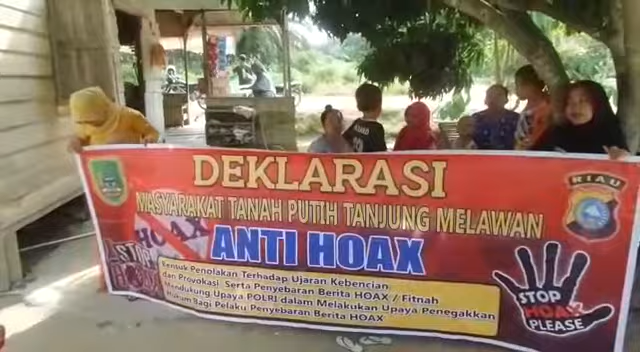 DEKLARASI
MASYARAKAT TANAH PUTIH TANJUNG MELAWAN
ANTI HOAX
Bentuk Penolakan Terhadap Ujaran Kebencian
dan Provokasi Serta Penyebaran Berita HOAX / Fitnah
Mendukung Upaya POLRI dalam Melakukan Upaya Penegakkan
Hukum Bagi Pelaku Penyebaran Berita HOAX
HOAX
STOP
HOAX
RIAU
STOP
HOAX
PLEASE